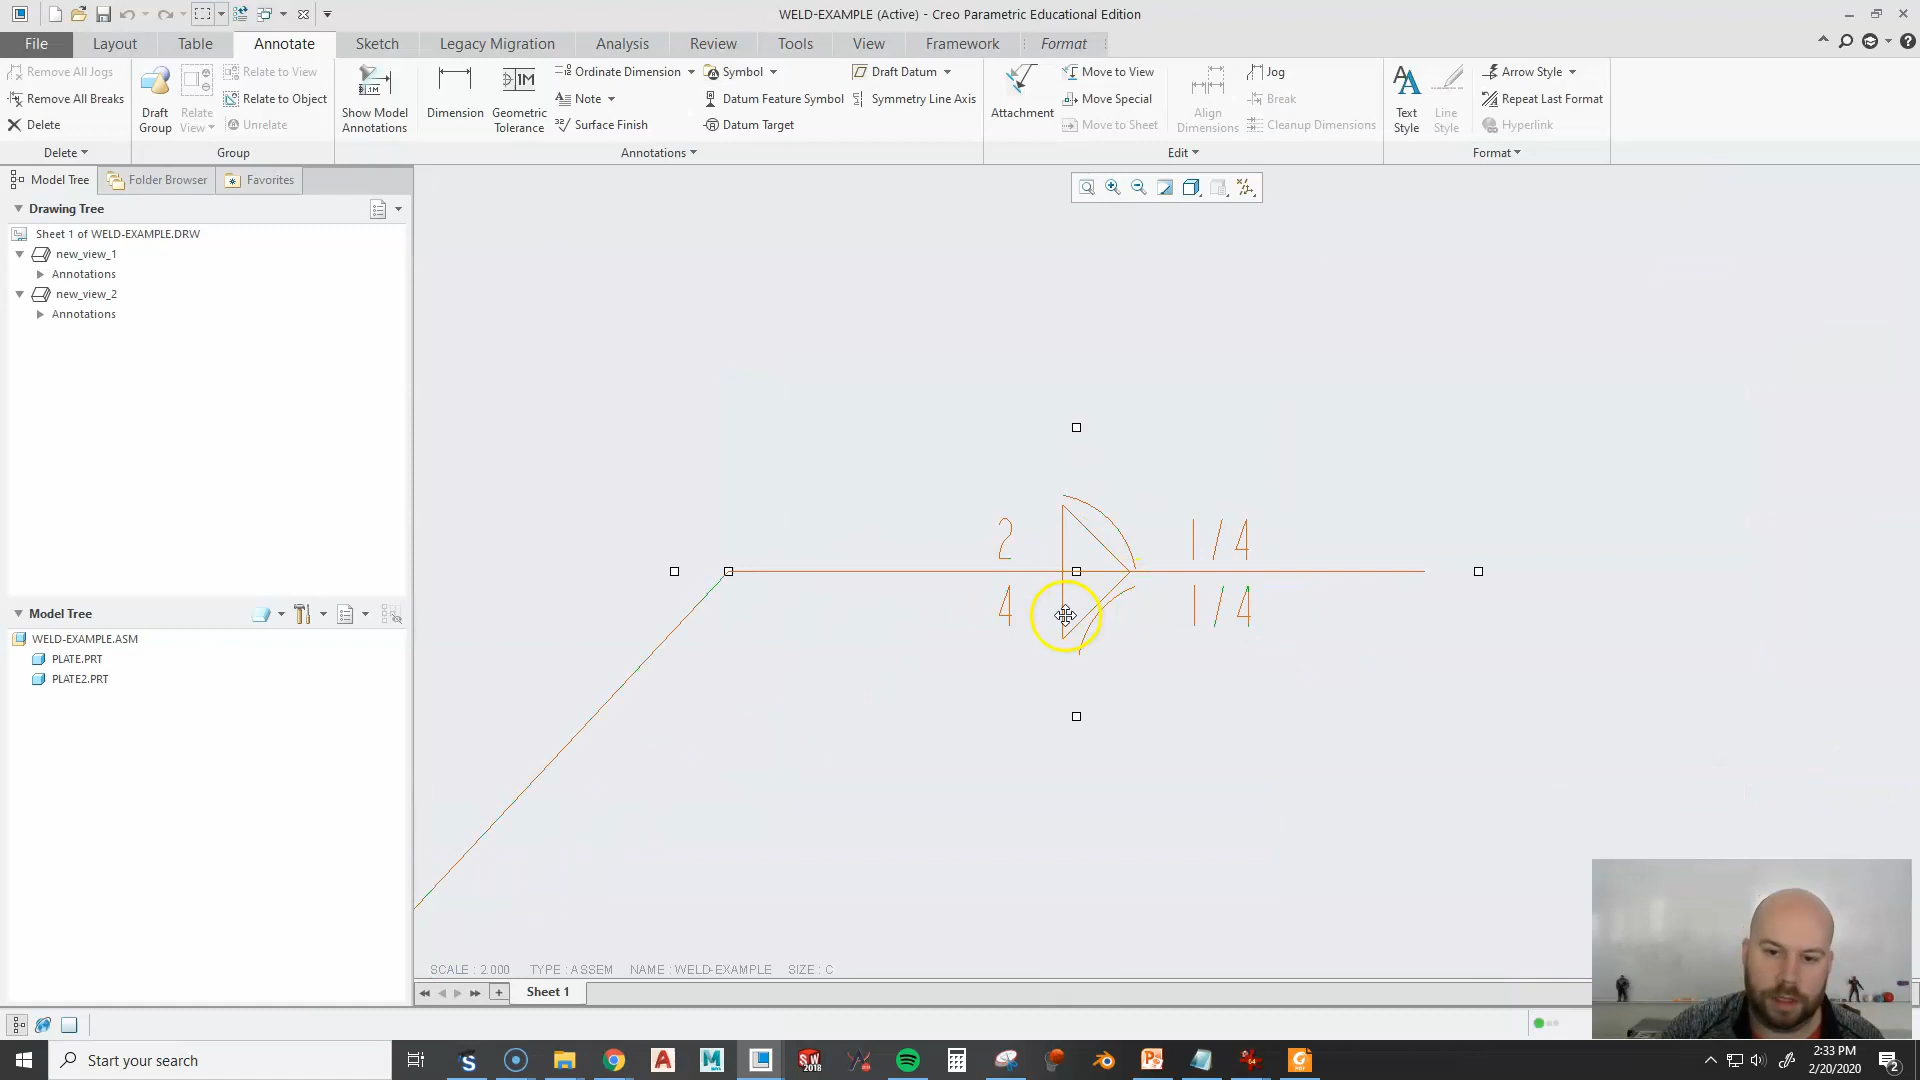 WELD-EXAMPLE (Active) - Creo Parametric Educational Edition
File Layout Table Annotate Sketch Legacy Migration Analysis Review Tools View Framework Format
Remove All Jogs
Remove All Breaks
Delete
Delete
Draft Group
Relate View
Relate to View
Relate to Object
Unrelate
Group
Show Model Annotations
Dimension
Geometric Tolerance
Ordinate Dimension
Note
Surface Finish
Symbol
Datum Feature Symbol
Datum Target
Draft Datum
Symmetry Line Axis
Annotations
Attachment
Move to View
Move Special
Move to Sheet
Align Dimensions
Jog
Break
Cleanup Dimensions
Edit
Text Style
Line Style
Arrow Style
Repeat Last Format
Hyperlink
Format
Model Tree Folder Browser Favorites
Drawing Tree
Sheet 1 of WELD-EXAMPLE.DRW
new_view_1
Annotations
new_view_2
Annotations
Model Tree
WELD-EXAMPLE.ASM
PLATE.PRT
PLATE2.PRT
2 1/4
4 1/4
SCALE : 2.000 TYPE : ASSEM NAME : WELD-EXAMPLE SIZE : C
Sheet 1
Start your search
2:33 PM
2/20/2020